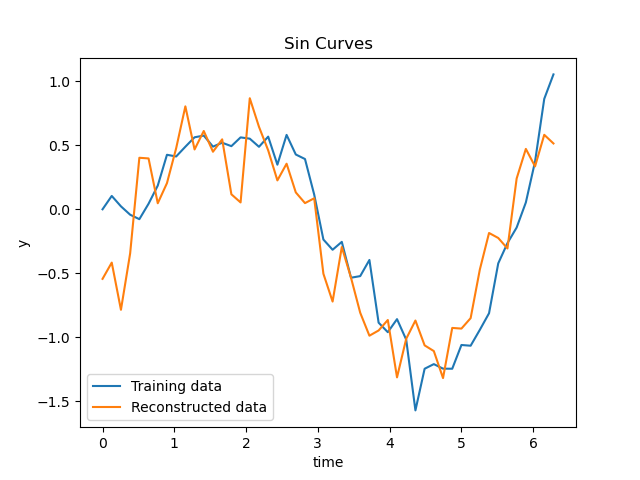 Sin Curves
1.0
0.5
0.0
−0.5
−1.0
−1.5
y
Training data
Reconstructed data
0 1 2 3 4 5 6
time